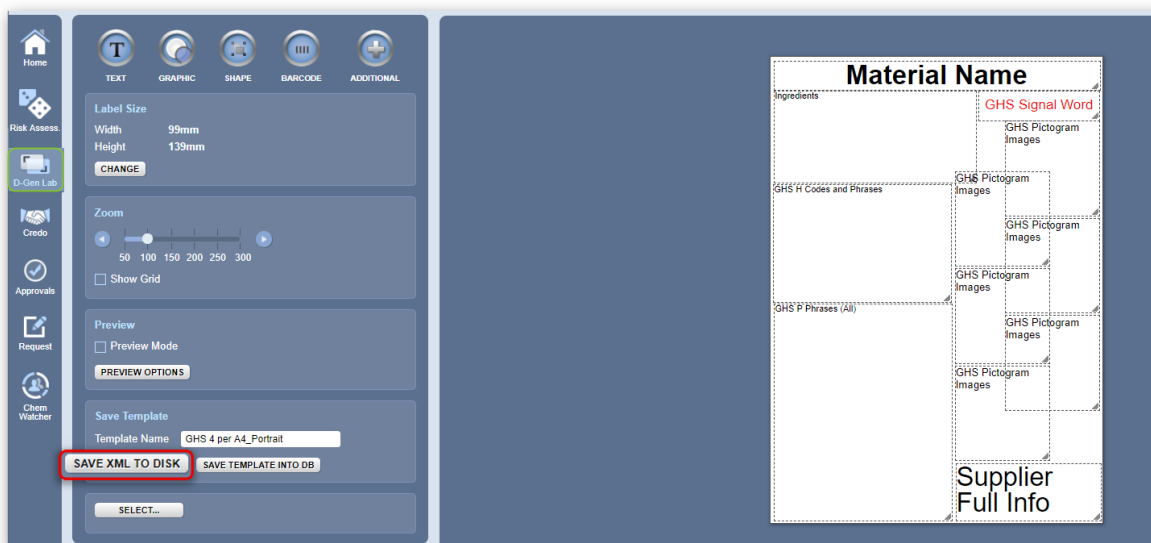 Home
Risk Assess.
D-Gen Lab
Credo
Approvals
Request
Chem
Watcher
T
TEXT
GRAPHIC
SHAPE
BARCODE
ADDITIONAL
Label Size
Width 99mm
Height 139mm
CHANGE
Zoom
50 100 150 200 250 300
Show Grid
Preview
Preview Mode
PREVIEW OPTIONS
Save Template
Template Name GHS 4 per A4_Portrait
SAVE XML TO DISK SAVE TEMPLATE INTO DB
SELECT...
Material Name
Ingredients
GHS Signal Word
GHS Pictogram
Images
GHS Pictogram
Images
GHS H Codes and Phrases
GHS Pictogram
Images
GHS Pictogram
Images
GHS P Phrases (All)
GHS Pictogram
Images
GHS Pictogram
Images
Supplier
Full Info